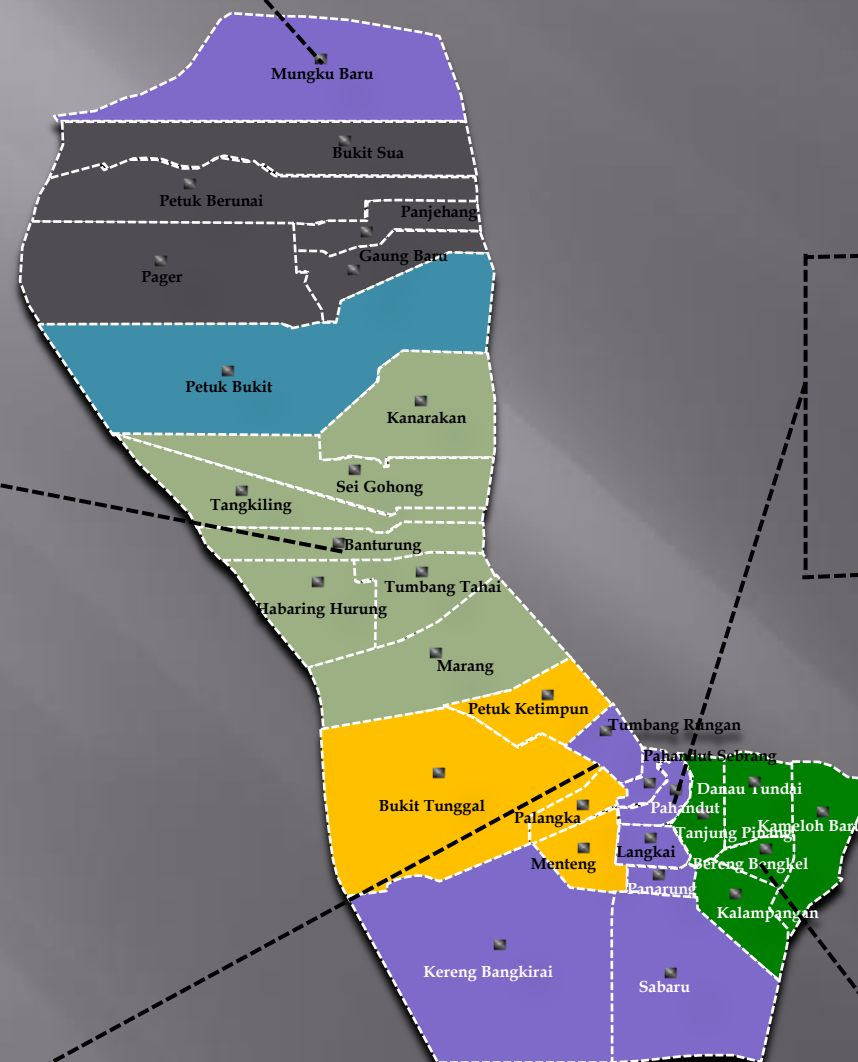 Mungku Baru
Bukit Sua
Petuk Berunai
Panjehang
Gaung Baru
Pager
Petuk Bukit
Kanarakan
Sei Gohong
Tangkiling
Banturung
Tumbang Tahai
Habaring Hurung
Marang
Petuk Ketimpun
Tumbang Rungan
Pahandut Sebrang
Bukit Tunggal
Danau Tundai
Palangka
Pahandut
Kameloh Baru
Tanjung Pinang
Langkai
Menteng
Bereng Bengkel
Panarung
Kalampangan
Kereng Bangkirai
Sabaru